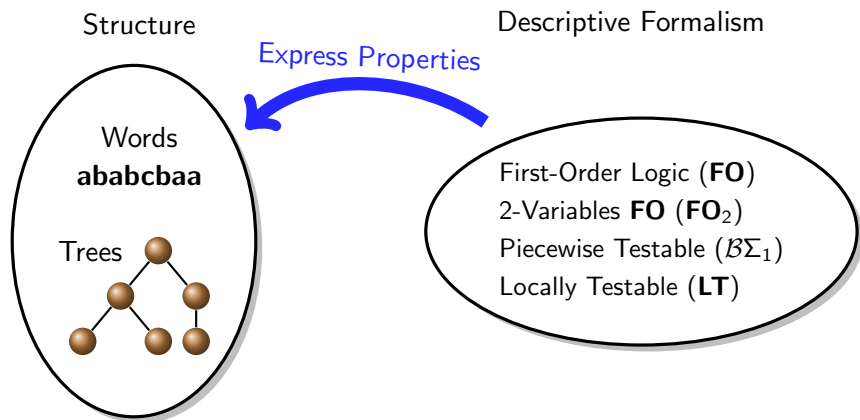 Structure
Descriptive Formalism
Express Properties
Words
ababcbaa
Trees
First-Order Logic (FO)
2-Variables FO (FO₂)
Piecewise Testable (ℬΣ₁)
Locally Testable (LT)